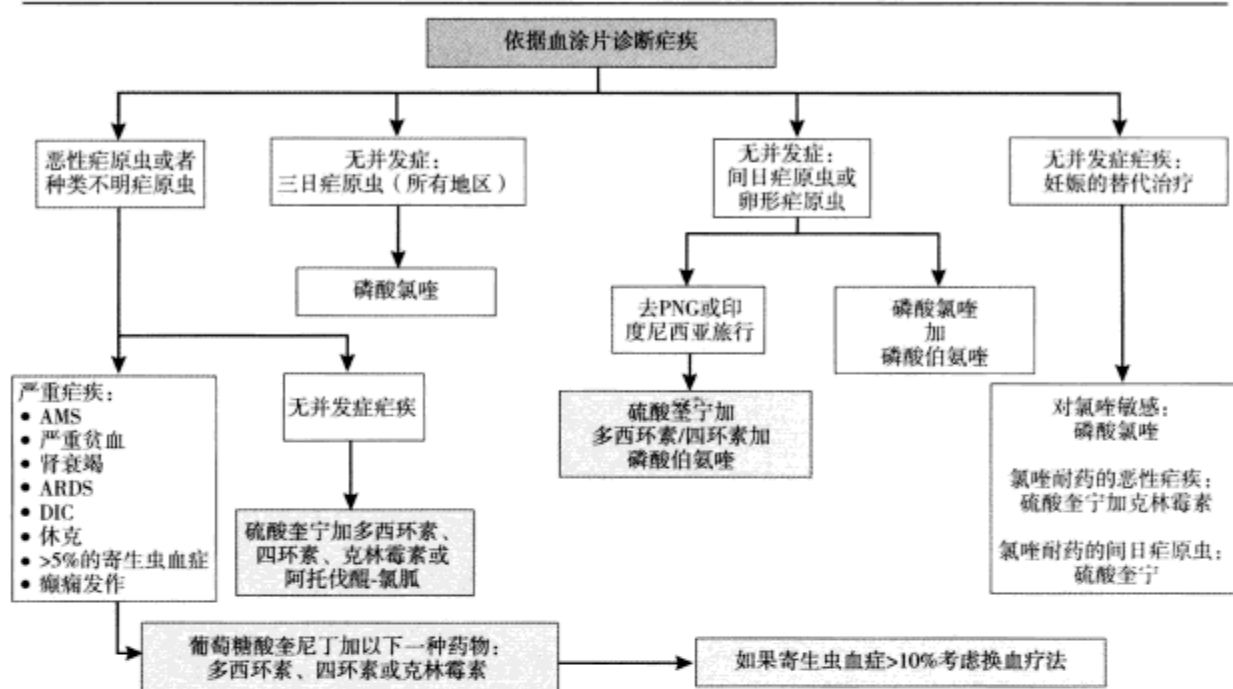 依据血涂片诊断疟疾
恶性疟原虫或者
种类不明疟原虫
无并发症：
三日疟原虫（所有地区）
无并发症：
间日疟原虫或
卵形疟原虫
无并发症疟疾：
妊娠的替代治疗
磷酸氯喹
去PNG或印
度尼西亚旅行
磷酸氯喹
加
磷酸伯氨喹
严重疟疾：
● AMS
● 严重贫血
● 肾衰竭
● ARDS
● DIC
● 休克
● >5%的寄生虫血症
● 癫痫发作
无并发症疟疾
硫酸奎宁加
多西环素/四环素加
磷酸伯氨喹
对氯喹敏感：
磷酸氯喹
氯喹耐药的恶性疟疾：
硫酸奎宁加克林霉素
氯喹耐药的间日疟原虫：
硫酸奎宁
硫酸奎宁加多西环素、
四环素、克林霉素或
阿托伐醌-氯胍
葡萄糖酸奎尼丁加以下一种药物：
多西环素、四环素或克林霉素
如果寄生虫血症>10%考虑换血疗法